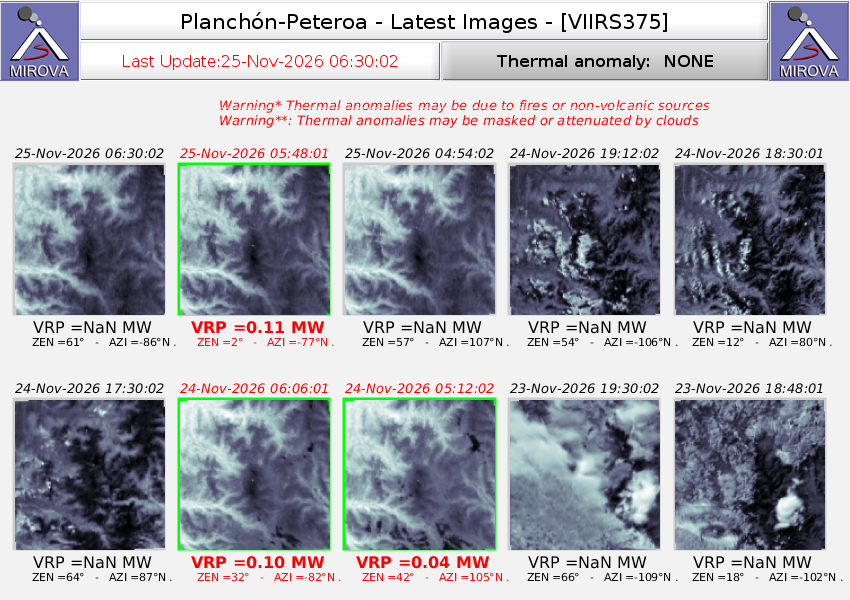 Planchón-Peteroa - Latest Images - [VIIRS375]
MIROVA
Last Update:25-Nov-2026 06:30:02
Thermal anomaly: NONE
MIROVA
Warning* Thermal anomalies may be due to fires or non-volcanic sources
Warning**: Thermal anomalies may be masked or attenuated by clouds
25-Nov-2026 06:30:02
25-Nov-2026 05:48:01
25-Nov-2026 04:54:02
24-Nov-2026 19:12:02
24-Nov-2026 18:30:01
VRP =NaN MW
VRP =0.11 MW
VRP =NaN MW
VRP =NaN MW
VRP =NaN MW
ZEN =61° - AZI =-86°N .
ZEN =2° - AZI =-77°N .
ZEN =57° - AZI =107°N .
ZEN =54° - AZI =-106°N .
ZEN =12° - AZI =80°N .
24-Nov-2026 17:30:02
24-Nov-2026 06:06:01
24-Nov-2026 05:12:02
23-Nov-2026 19:30:02
23-Nov-2026 18:48:01
VRP =NaN MW
VRP =0.10 MW
VRP =0.04 MW
VRP =NaN MW
VRP =NaN MW
ZEN =64° - AZI =87°N .
ZEN =32° - AZI =-82°N .
ZEN =42° - AZI =105°N .
ZEN =66° - AZI =-109°N .
ZEN =18° - AZI =-102°N .